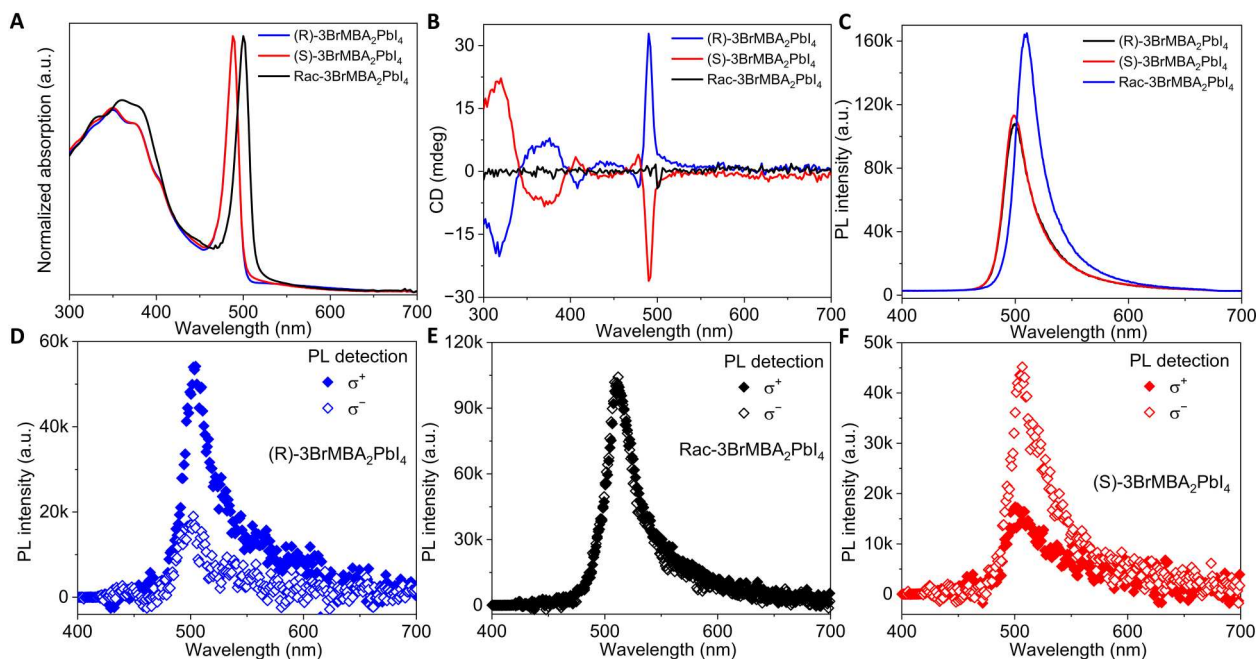 A
Normalized absorption (a.u.)
(R)-3BrMBA₂PbI₄
(S)-3BrMBA₂PbI₄
Rac-3BrMBA₂PbI₄
300 400 500 600 700
Wavelength (nm)
B
CD (mdeg)
30
15
0
−15
−30
(R)-3BrMBA₂PbI₄
(S)-3BrMBA₂PbI₄
Rac-3BrMBA₂PbI₄
300 400 500 600 700
Wavelength (nm)
C
PL intensity (a.u.)
160k
120k
80k
40k
0
(R)-3BrMBA₂PbI₄
(S)-3BrMBA₂PbI₄
Rac-3BrMBA₂PbI₄
400 500 600 700
Wavelength (nm)
D
PL intensity (a.u.)
60k
40k
20k
0
PL detection
σ⁺
σ⁻
(R)-3BrMBA₂PbI₄
400 500 600 700
Wavelength (nm)
E
PL intensity (a.u.)
120k
90k
60k
30k
0
PL detection
σ⁺
σ⁻
Rac-3BrMBA₂PbI₄
400 500 600 700
Wavelength (nm)
F
PL intensity (a.u.)
50k
40k
30k
20k
10k
0
PL detection
σ⁺
σ⁻
(S)-3BrMBA₂PbI₄
400 500 600 700
Wavelength (nm)